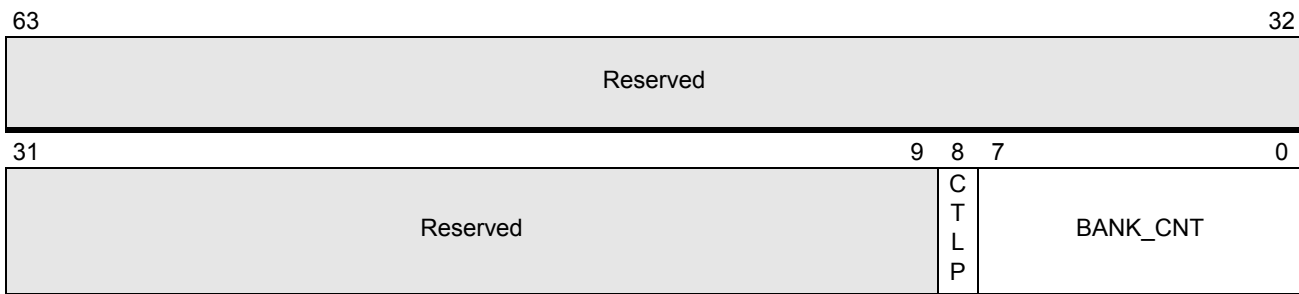 63 32
Reserved
31 9 8 7 0
Reserved
C
T
L
P
BANK_CNT